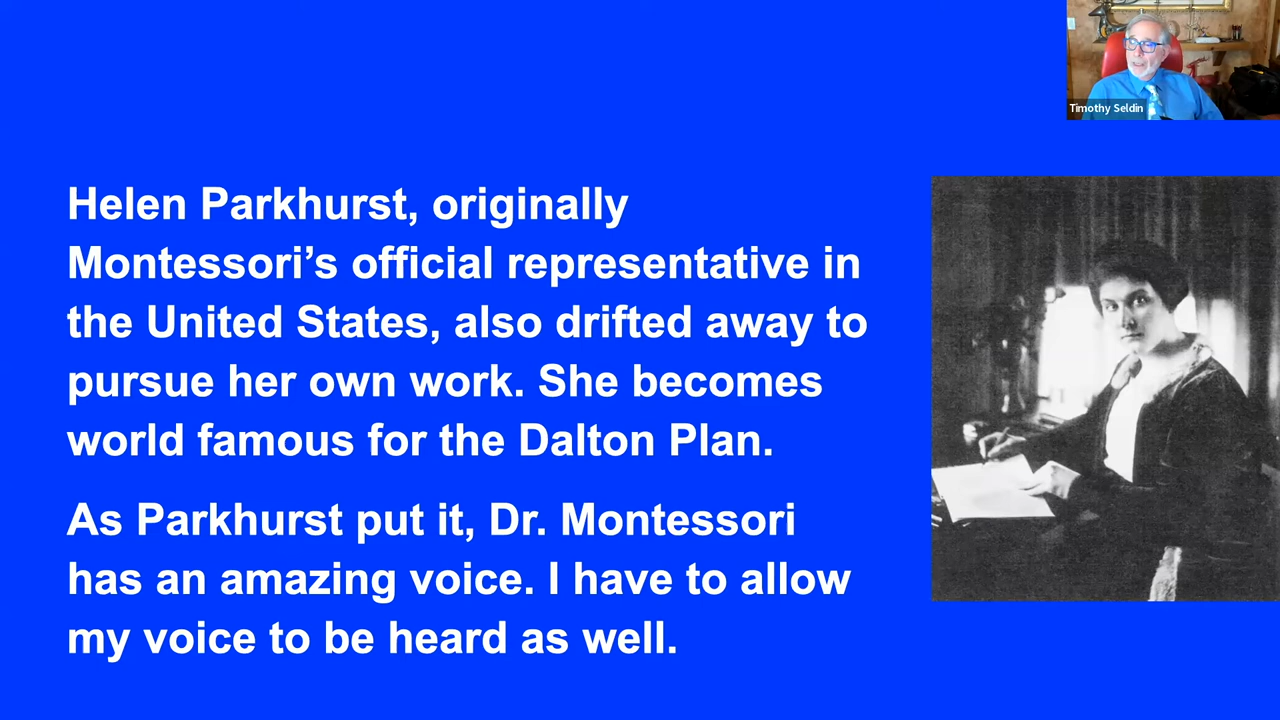 Timothy Seldin
Helen Parkhurst, originally
Montessori’s official representative in
the United States, also drifted away to
pursue her own work. She becomes
world famous for the Dalton Plan.
As Parkhurst put it, Dr. Montessori
has an amazing voice. I have to allow
my voice to be heard as well.